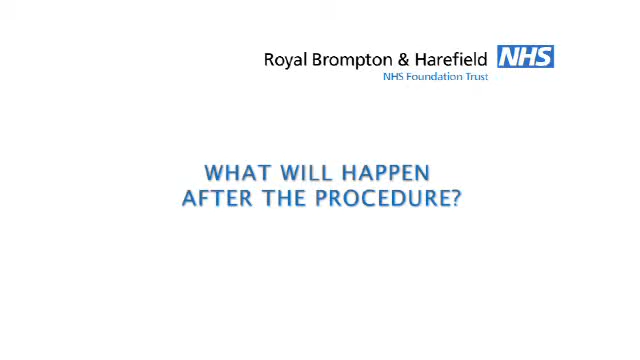 Royal Brompton & Harefield NHS
NHS Foundation Trust
WHAT WILL HAPPEN
AFTER THE PROCEDURE?